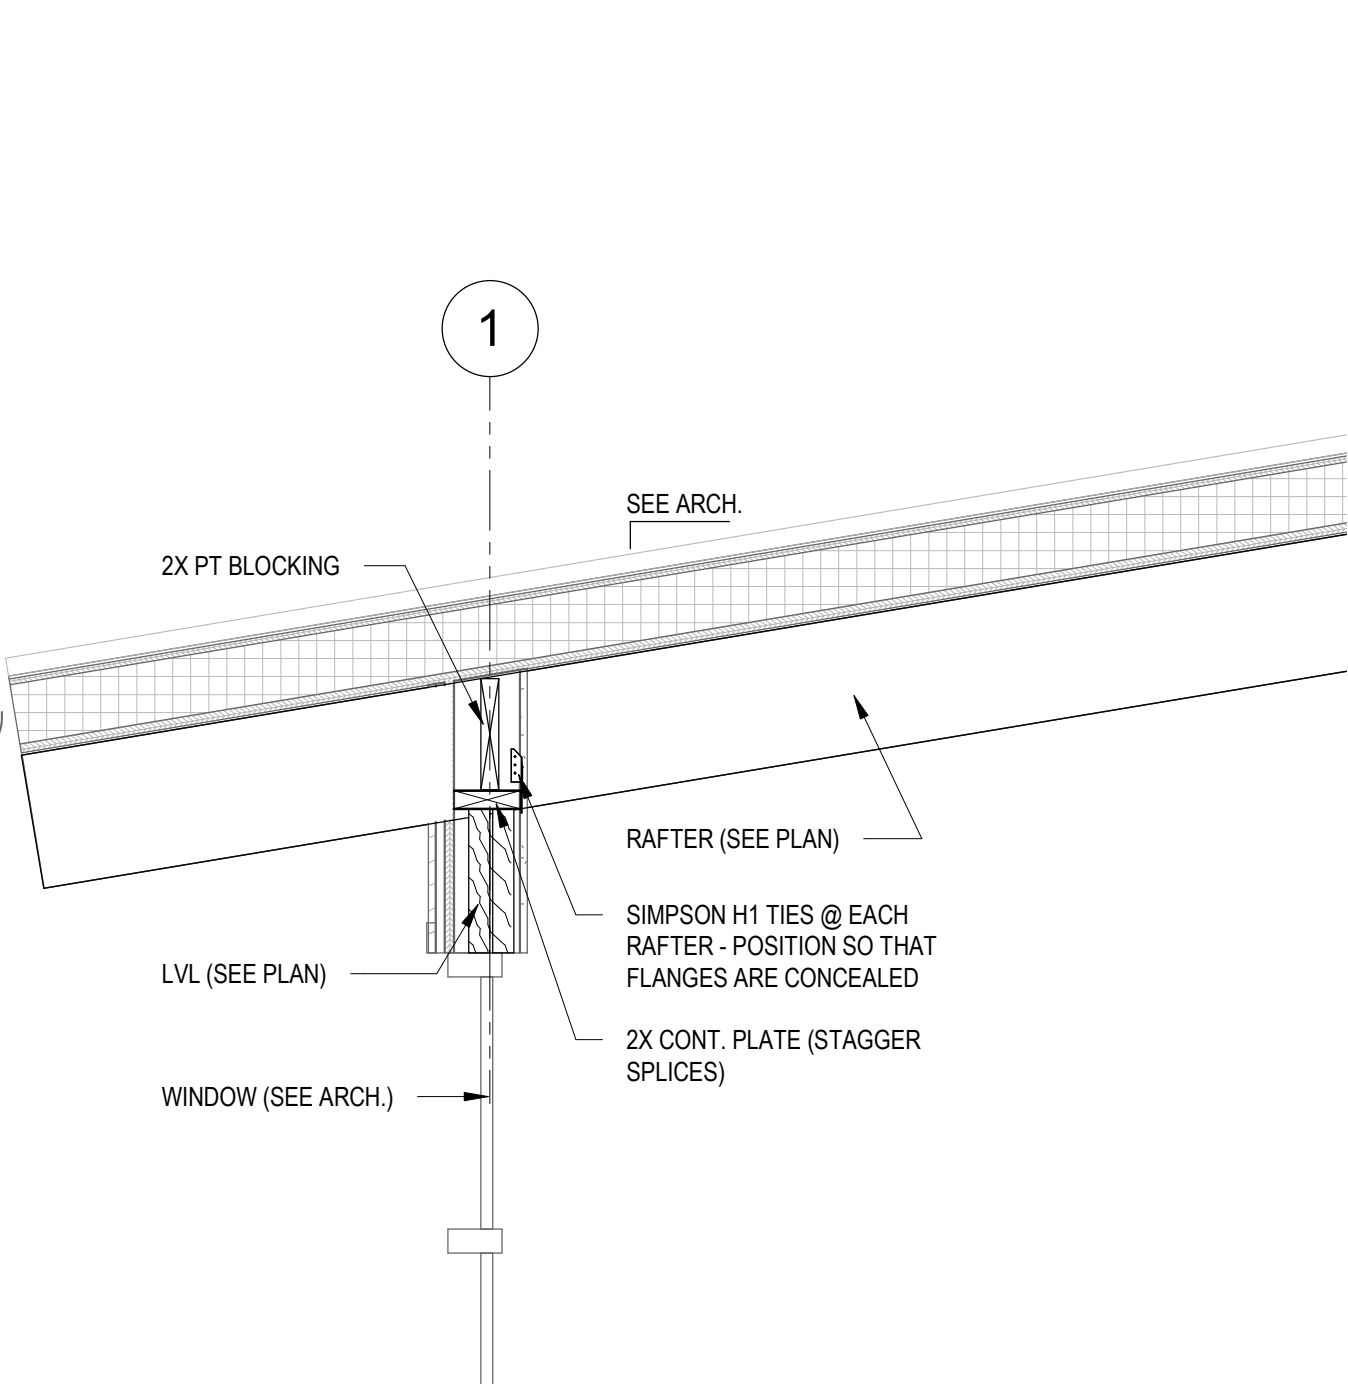 1
SEE ARCH.
2X PT BLOCKING
RAFTER (SEE PLAN)
SIMPSON H1 TIES @ EACH
RAFTER - POSITION SO THAT
FLANGES ARE CONCEALED
LVL (SEE PLAN)
2X CONT. PLATE (STAGGER
SPLICES)
WINDOW (SEE ARCH.)